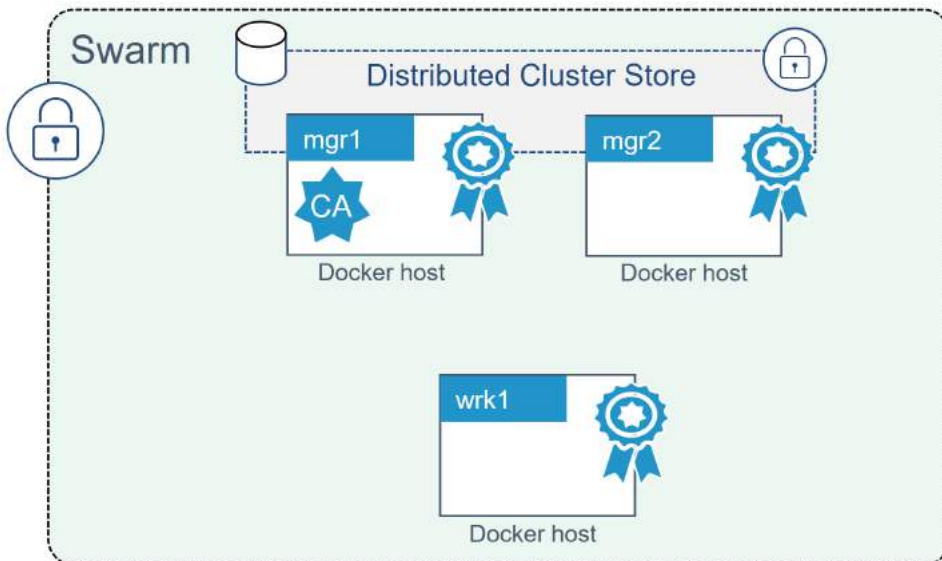 Swarm
Distributed Cluster Store
mgr1
mgr2
CA
Docker host
Docker host
wrk1
Docker host